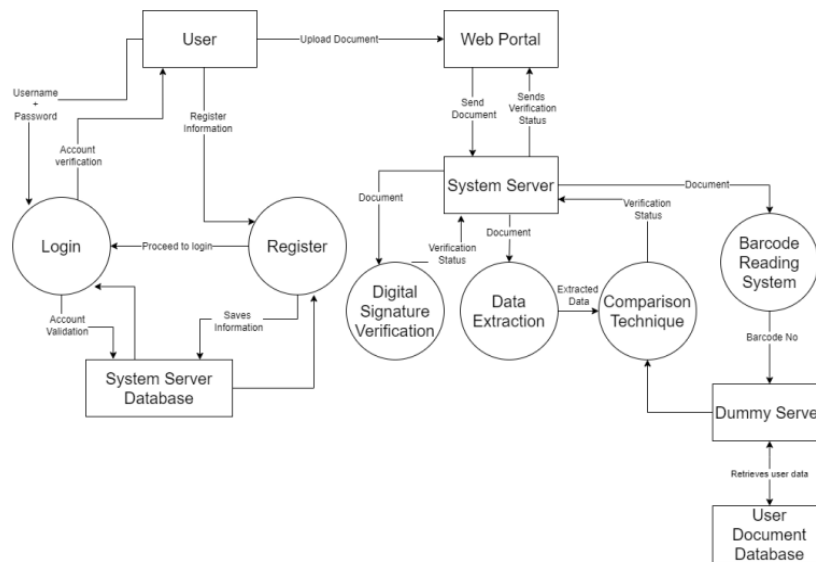 User
Upload Document
Web Portal
Username
+
Password
Register
Information
Send
Document
Sends
Verification
Status
Account
verification
System Server
Document
Document
Verification
Status
Document
Verification
Status
Login
Proceed to login
Register
Barcode
Reading
System
Digital
Signature
Verification
Data
Extraction
Extracted
Data
Comparison
Technique
Account
Validation
Saves
Information
Barcode No
System Server
Database
Dummy Server
Retrieves user data
User
Document
Database